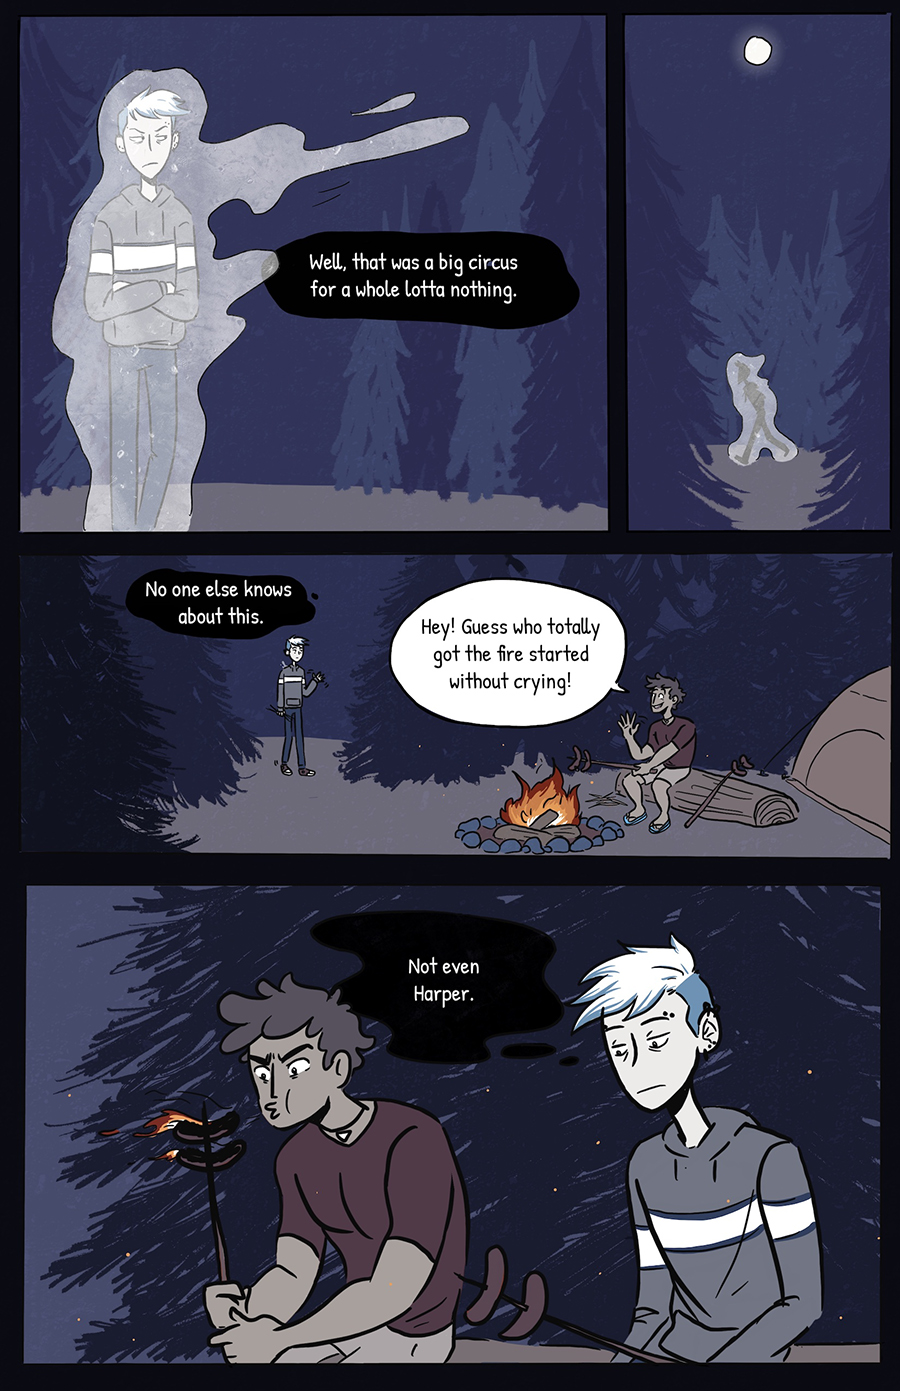 Well, that was a big circus
for a whole lotta nothing.
No one else knows
about this.
Hey! Guess who totally
got the fire started
without crying!
Not even
Harper.